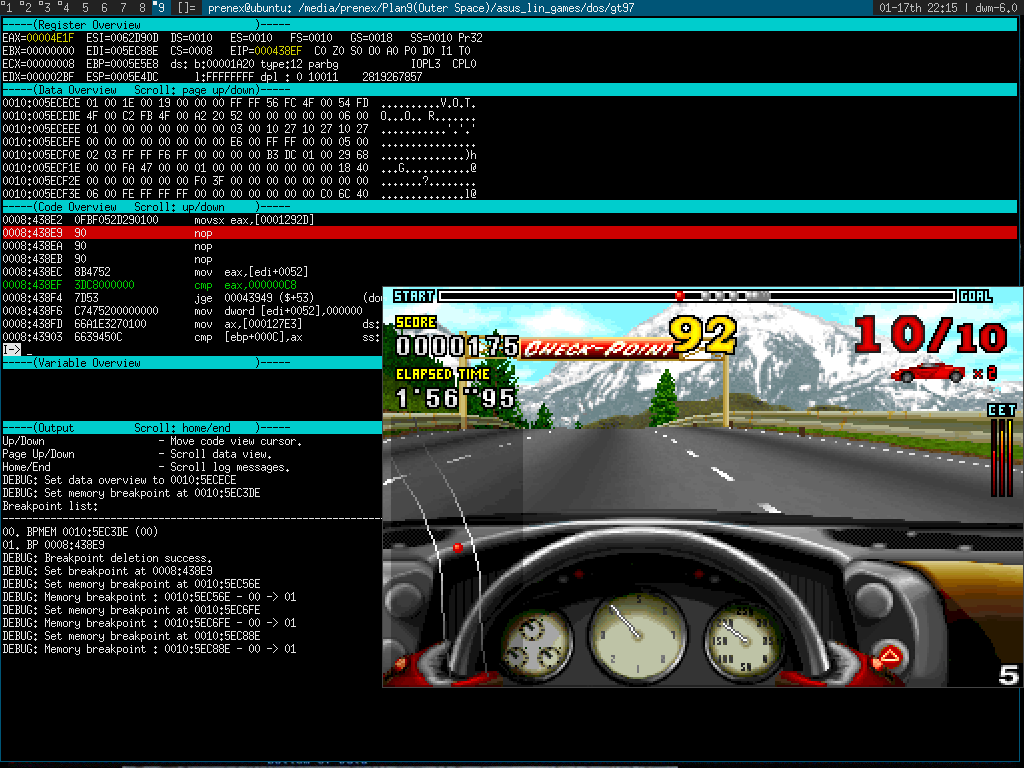 1 2 3 4 5 6 7 8 9 []= prenex@ubuntu: /media/prenex/Plan9(Outer Space)/asus_lin_games/dos/gt97 01-17th 22:15 | dwm-6.0
-----(Register Overview )-----
EAX=00004E1F ESI=0062D90D DS=0010 ES=0010 FS=0010 GS=0018 SS=0010 Pr32
EBX=00000000 EDI=005EC88E CS=0008 EIP=000438EF C0 Z0 S0 O0 A0 P0 D0 I1 T0
ECX=00000008 EBP=0005E5E8 ds: b:00001A20 type:12 parbg IOPL3 CPL0
EDX=000002BF ESP=0005E4DC l:FFFFFFFF dpl : 0 10011 2819267857
-----(Data Overview Scroll: page up/down)-----
0010:005ECECE 01 00 1E 00 19 00 00 00 FF FF 56 FC 4F 00 54 FD ..........V.O.T.
0010:005ECEDE 4F 00 C2 FB 4F 00 A2 20 52 00 00 00 00 00 06 00 O...O.. R.......
0010:005ECEEE 01 00 00 00 00 00 00 00 03 00 10 27 10 27 10 27 ...........'.'.'
0010:005ECEFE 00 00 00 00 00 00 00 00 E6 00 FF FF 00 00 05 00 ................
0010:005ECF0E 02 03 FF FF F6 FF 00 00 00 00 B3 DC 01 00 29 68 ..............)h
0010:005ECF1E 00 00 FA 47 00 00 01 00 00 00 00 00 00 00 18 40 ...G...........@
0010:005ECF2E 00 00 00 00 00 00 F0 3F 00 00 00 00 00 00 00 00 .......?........
0010:005ECF3E 06 00 FE FF FF FF 00 00 00 00 00 00 C0 6C 40 ..............l@
-----(Code Overview Scroll: up/down )-----
0008:438E2 0FBF052D290100 movsx eax,[0001292D]
0008:438E9 90 nop
0008:438EA 90 nop
0008:438EB 90 nop
0008:438EC 8B4752 mov eax,[edi+0052]
0008:438EF 3DC8000000 cmp eax,000000C8
0008:438F4 7D53 jge 00043949 ($+53) (do
0008:438F6 C7475200000000 mov dword [edi+0052],000000
0008:438FD 66A1E3270100 mov ax,[000127E3] ds:
0008:43903 6639450C cmp [ebp+000C],ax ss:
I->
-----(Variable Overview )-----
-----(Output Scroll: home/end )-----
Up/Down - Move code view cursor.
Page Up/Down - Scroll data view.
Home/End - Scroll log messages.
DEBUG: Set data overview to 0010:5ECECE
DEBUG: Set memory breakpoint at 0010:5EC3DE
Breakpoint list:
00. BPMEM 0010:5EC3DE (00)
01. BP 0008:438E9
DEBUG: Breakpoint deletion success.
DEBUG: Set breakpoint at 0008:438E9
DEBUG: Set memory breakpoint at 0010:5EC56E
DEBUG: Memory breakpoint : 0010:5EC56E - 00 -> 01
DEBUG: Set memory breakpoint at 0010:5EC6FE
DEBUG: Memory breakpoint : 0010:5EC6FE - 00 -> 01
DEBUG: Set memory breakpoint at 0010:5EC88E
DEBUG: Memory breakpoint : 0010:5EC88E - 00 -> 01
START GOAL
SCORE
0000175
CHECK-POINT
92
10/10
× 2
ELAPSED TIME
1'56"95
5